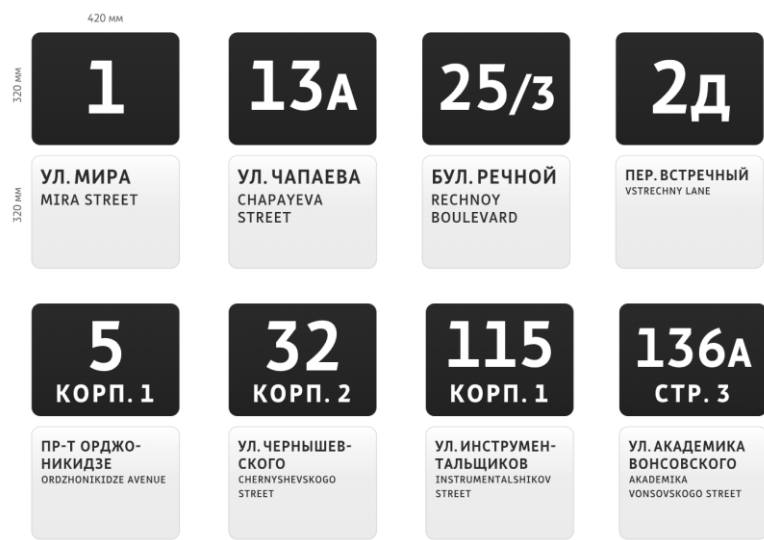 420 мм
320 мм
1
13А
25/3
2Д
320 мм
УЛ. МИРА
MIRA STREET
УЛ. ЧАПАЕВА
CHAPAYEVA
STREET
БУЛ. РЕЧНОЙ
RECHNOY
BOULEVARD
ПЕР. ВСТРЕЧНЫЙ
VSTRECHNY LANE
5
КОРП. 1
32
КОРП. 2
115
КОРП. 1
136А
СТР. 3
ПР-Т ОРДЖО-
НИКИДЗЕ
ORDZHONIKIDZE AVENUE
УЛ. ЧЕРНЫШЕВ-
СКОГО
CHERNYSHEVSKOGO
STREET
УЛ. ИНСТРУМЕН-
ТАЛЬЩИКОВ
INSTRUMENTALSHIKOV
STREET
УЛ. АКАДЕМИКА
ВОНСОВСКОГО
AKADEMIKA
VONSOVSKOGO STREET